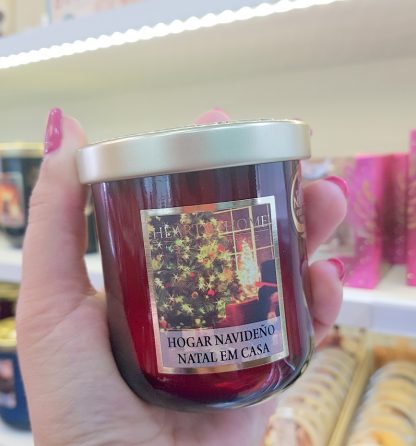 HEART & HOME
HOGAR NAVIDEÑO
NATAL EM CASA